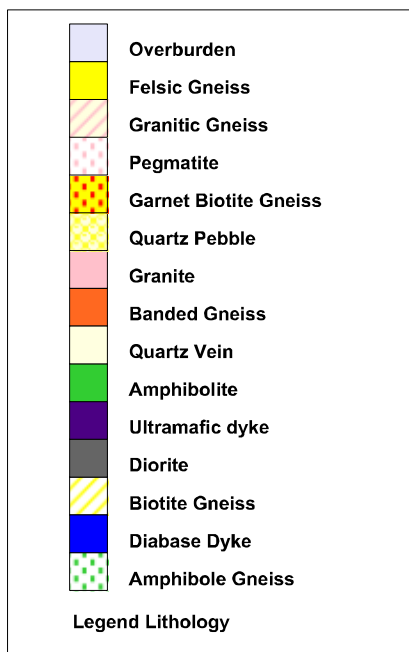 Overburden
Felsic Gneiss
Granitic Gneiss
Pegmatite
Garnet Biotite Gneiss
Quartz Pebble
Granite
Banded Gneiss
Quartz Vein
Amphibolite
Ultramafic dyke
Diorite
Biotite Gneiss
Diabase Dyke
Amphibole Gneiss
Legend Lithology